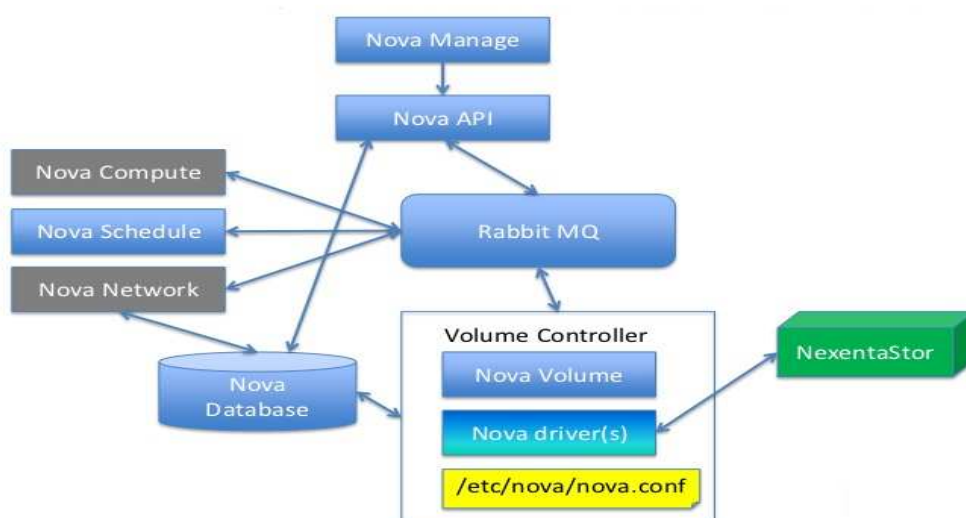 Nova Manage
Nova API
Nova Compute
Nova Schedule
Nova Network
Rabbit MQ
Nova
Database
Volume Controller
Nova Volume
Nova driver(s)
/etc/nova/nova.conf
NexentaStor